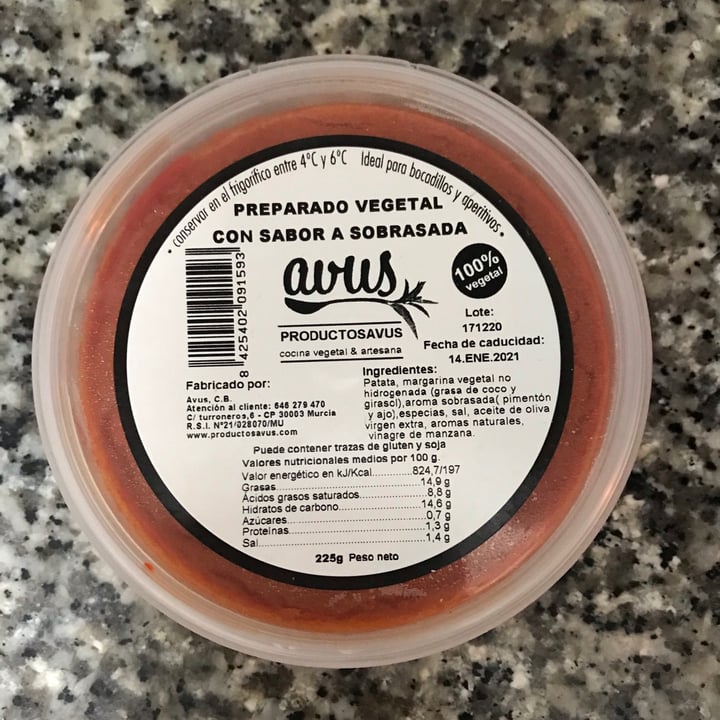 • conservar en el frigorífico entre 4ºC y 6ºC Ideal para bocadillos y aperitivos •
PREPARADO VEGETAL
CON SABOR A SOBRASADA
avus
100%
vegetal
PRODUCTOSAVUS
cocina vegetal & artesana
8 425402 091593
Lote:
171220
Fecha de caducidad:
14.ENE.2021
Fabricado por:
Avus, C.B.
Atención al cliente: 646 279 470
C/ turroneros,6 - CP 30003 Murcia
R.S.I. Nº21/028070/MU
www.productosavus.com
Ingredientes:
Patata, margarina vegetal no
hidrogenada (grasa de coco y
girasol),aroma sobrasada( pimentón
y ajo),especias, sal, aceite de oliva
virgen extra, aromas naturales,
vinagre de manzana.
Puede contener trazas de gluten y soja
Valores nutricionales medios por 100 g.
Valor energético en kJ/Kcal..........824,7/197
Grasas..........14,9 g
Ácidos grasos saturados..........8,8 g
Hidratos de carbono..........14,6 g
Azúcares..........0,7 g
Proteinas..........1,3 g
Sal..........1,4 g
225g Peso neto